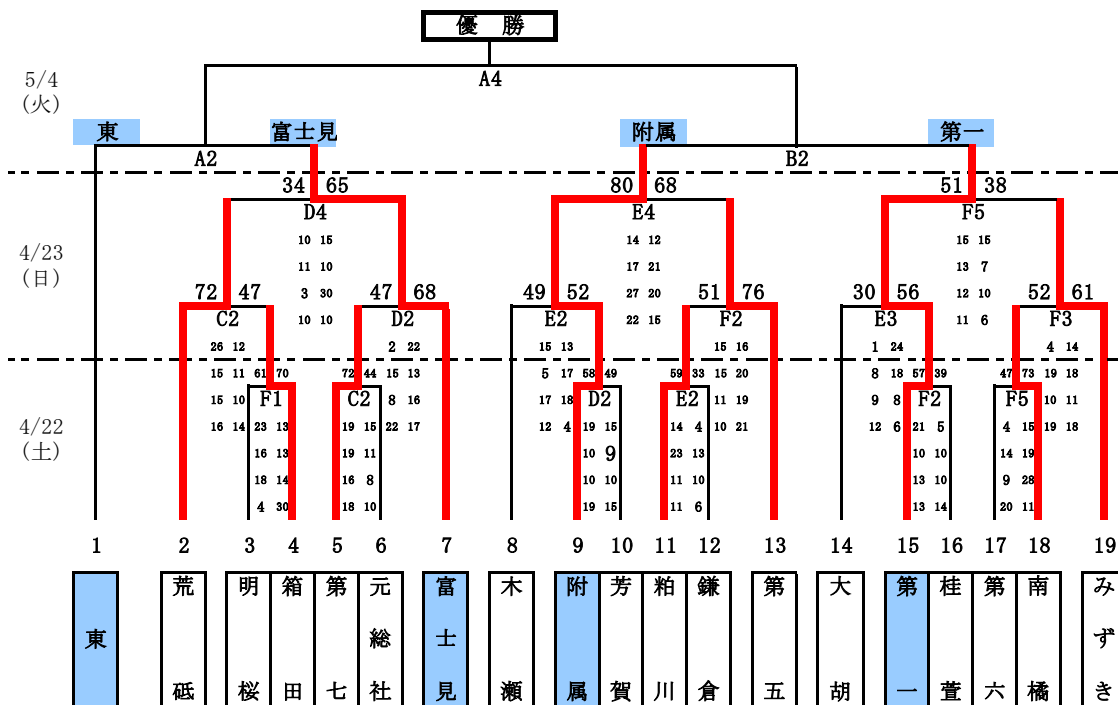 優 勝
A4
5/4
(火)
東 富士見 附属 第一
A2 B2
34 65 80 68 51 38
D4 E4 F5
10 15 14 12 15 15
4/23
(日)
11 10 17 21 13 7
3 30 27 20 12 10
72 47 47 68 49 52 51 76 30 56 52 61
10 10 22 15 11 6
C2 D2 E2 F2 E3 F3
26 12 2 22 15 13 15 16 1 24 4 14
15 11 61 70 72 44 15 13 5 17 58 49 59 33 15 20 8 18 57 39 47 73 19 18
F1 C2 D2 E2 F2 F5
15 10 8 16 17 18 11 19 9 8 10 11
4/22
(土)
16 14 23 13 19 15 22 17 12 4 19 15 14 4 10 21 12 6 21 5 4 15 19 18
16 13 19 11 10 9 23 13 10 10 14 19
18 14 16 8 10 10 11 10 13 10 9 28
4 30 18 10 19 15 11 6 13 14 20 11
1 2 3 4 5 6 7 8 9 10 11 12 13 14 15 16 17 18 19
東
荒砥
明桜
箱田
第七
元総社
富士見
木瀬
附属
芳賀
粕川
鎌倉
第五
大胡
第一
桂萱
第六
南橘
みずき